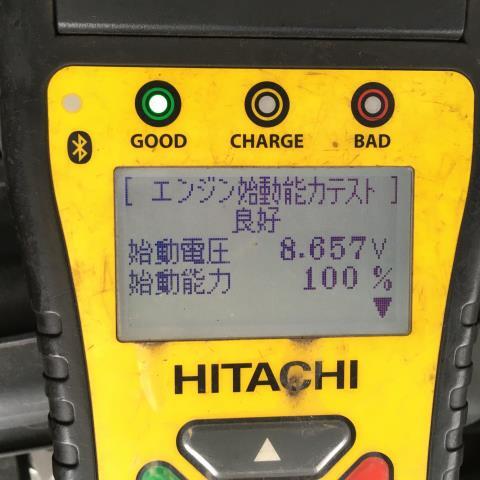 GOOD CHARGE BAD
[ エンジン始動能力テスト ]
良好
始動電圧 8.657V
始動能力 100 %
HITACHI